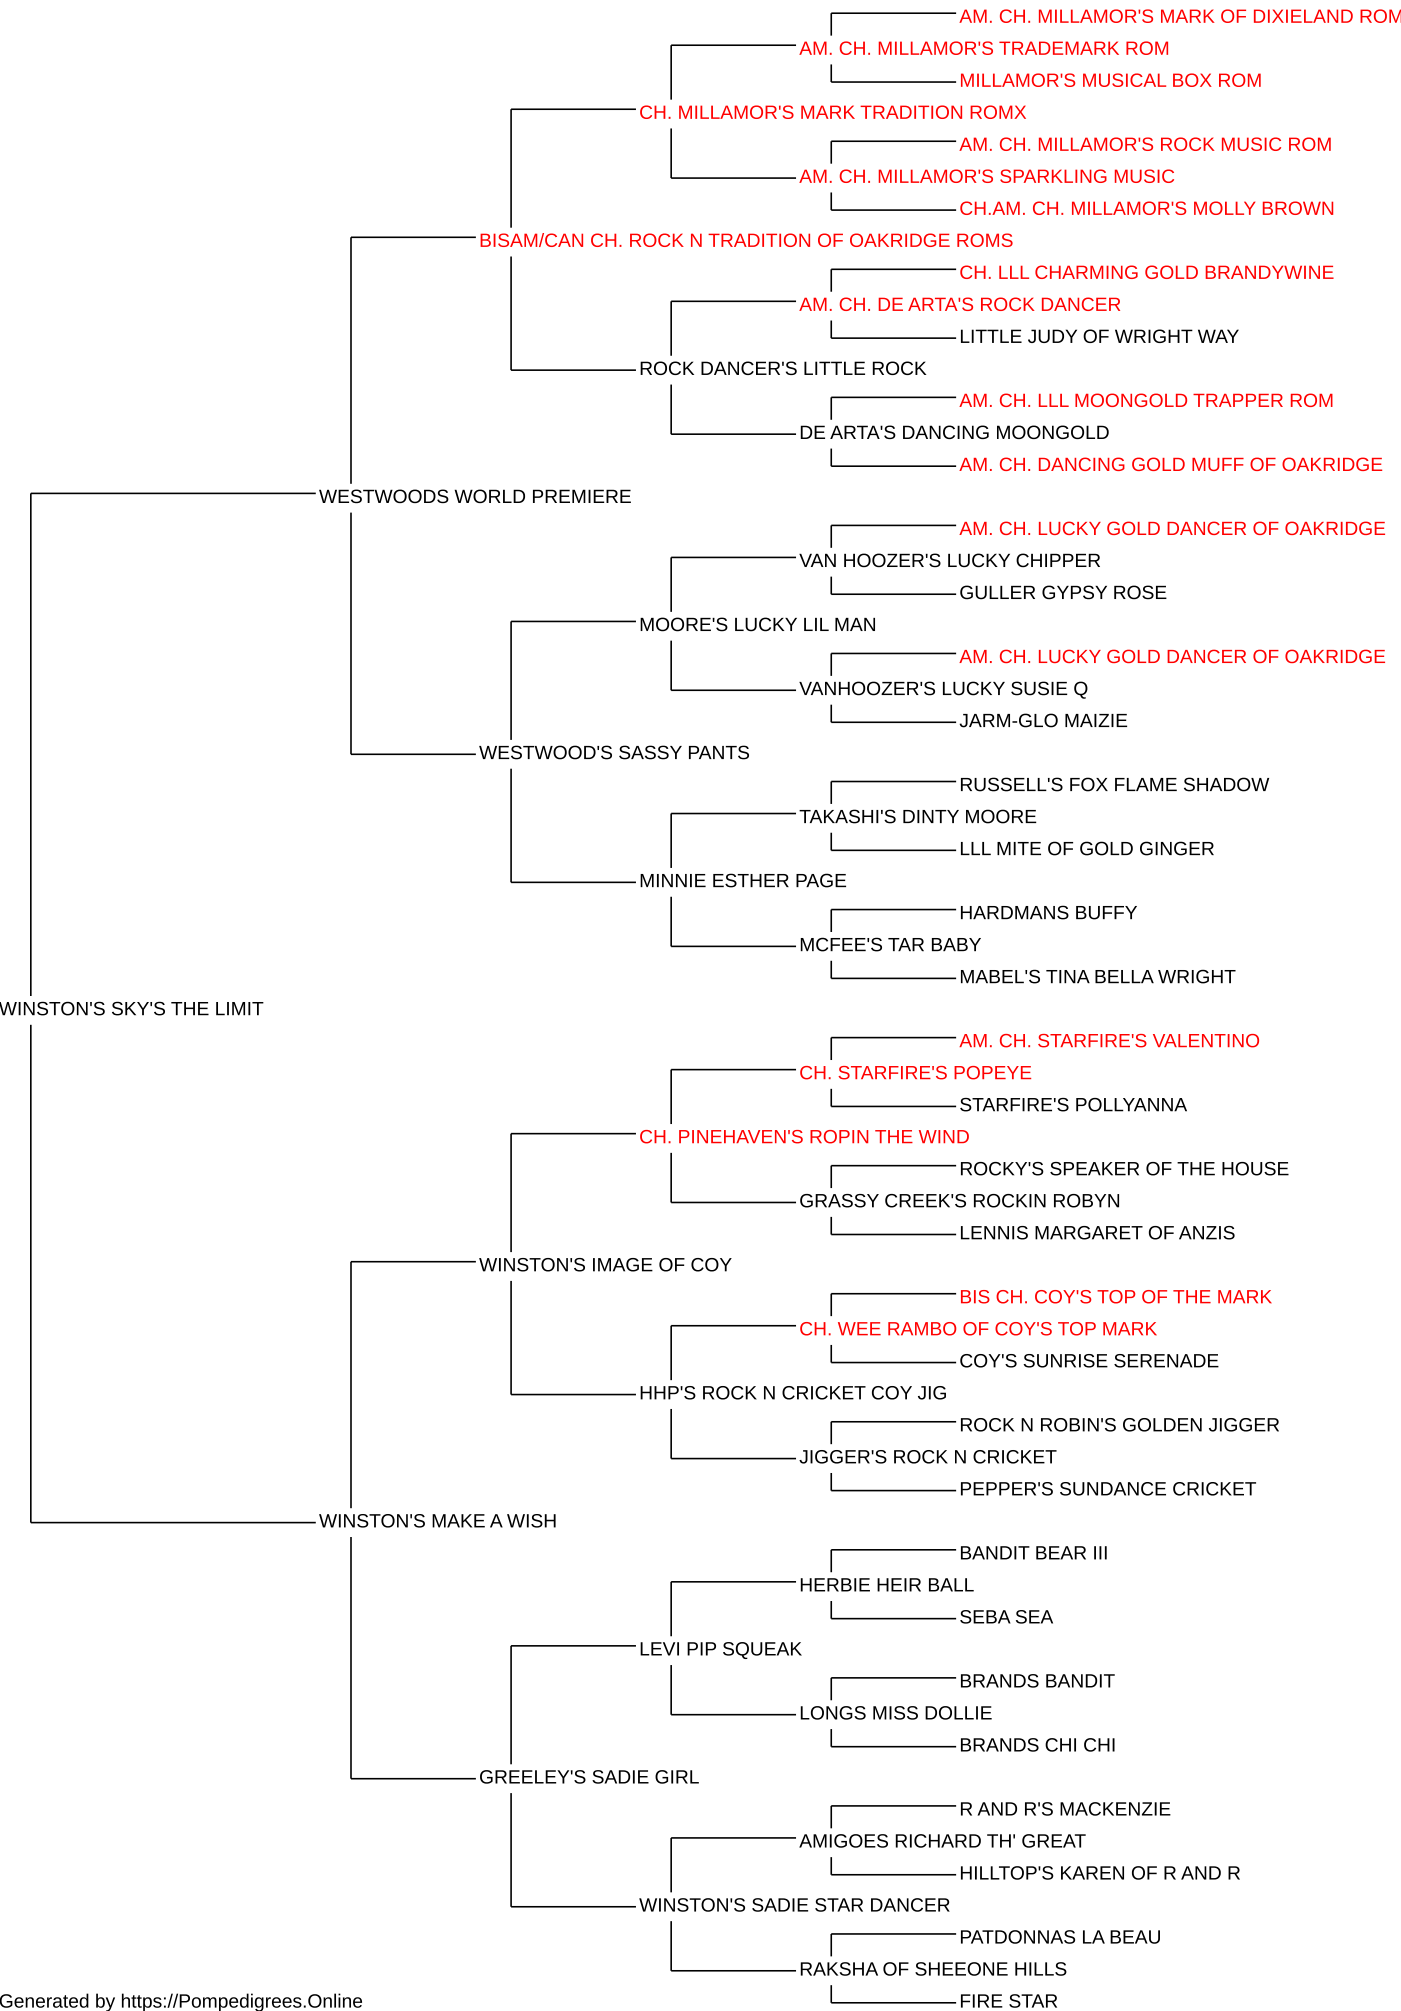 AM. CH. MILLAMOR'S MARK OF DIXIELAND ROM
AM. CH. MILLAMOR'S TRADEMARK ROM
MILLAMOR'S MUSICAL BOX ROM
CH. MILLAMOR'S MARK TRADITION ROMX
AM. CH. MILLAMOR'S ROCK MUSIC ROM
AM. CH. MILLAMOR'S SPARKLING MUSIC
CH.AM. CH. MILLAMOR'S MOLLY BROWN
BISAM/CAN CH. ROCK N TRADITION OF OAKRIDGE ROMS
CH. LLL CHARMING GOLD BRANDYWINE
AM. CH. DE ARTA'S ROCK DANCER
LITTLE JUDY OF WRIGHT WAY
ROCK DANCER'S LITTLE ROCK
AM. CH. LLL MOONGOLD TRAPPER ROM
DE ARTA'S DANCING MOONGOLD
AM. CH. DANCING GOLD MUFF OF OAKRIDGE
WESTWOODS WORLD PREMIERE
AM. CH. LUCKY GOLD DANCER OF OAKRIDGE
VAN HOOZER'S LUCKY CHIPPER
GULLER GYPSY ROSE
MOORE'S LUCKY LIL MAN
AM. CH. LUCKY GOLD DANCER OF OAKRIDGE
VANHOOZER'S LUCKY SUSIE Q
JARM-GLO MAIZIE
WESTWOOD'S SASSY PANTS
RUSSELL'S FOX FLAME SHADOW
TAKASHI'S DINTY MOORE
LLL MITE OF GOLD GINGER
MINNIE ESTHER PAGE
HARDMANS BUFFY
MCFEE'S TAR BABY
MABEL'S TINA BELLA WRIGHT
WINSTON'S SKY'S THE LIMIT
AM. CH. STARFIRE'S VALENTINO
CH. STARFIRE'S POPEYE
STARFIRE'S POLLYANNA
CH. PINEHAVEN'S ROPIN THE WIND
ROCKY'S SPEAKER OF THE HOUSE
GRASSY CREEK'S ROCKIN ROBYN
LENNIS MARGARET OF ANZIS
WINSTON'S IMAGE OF COY
BIS CH. COY'S TOP OF THE MARK
CH. WEE RAMBO OF COY'S TOP MARK
COY'S SUNRISE SERENADE
HHP'S ROCK N CRICKET COY JIG
ROCK N ROBIN'S GOLDEN JIGGER
JIGGER'S ROCK N CRICKET
PEPPER'S SUNDANCE CRICKET
WINSTON'S MAKE A WISH
BANDIT BEAR III
HERBIE HEIR BALL
SEBA SEA
LEVI PIP SQUEAK
BRANDS BANDIT
LONGS MISS DOLLIE
BRANDS CHI CHI
GREELEY'S SADIE GIRL
R AND R'S MACKENZIE
AMIGOES RICHARD TH' GREAT
HILLTOP'S KAREN OF R AND R
WINSTON'S SADIE STAR DANCER
PATDONNAS LA BEAU
RAKSHA OF SHEEONE HILLS
FIRE STAR
Generated by https://Pompedigrees.Online